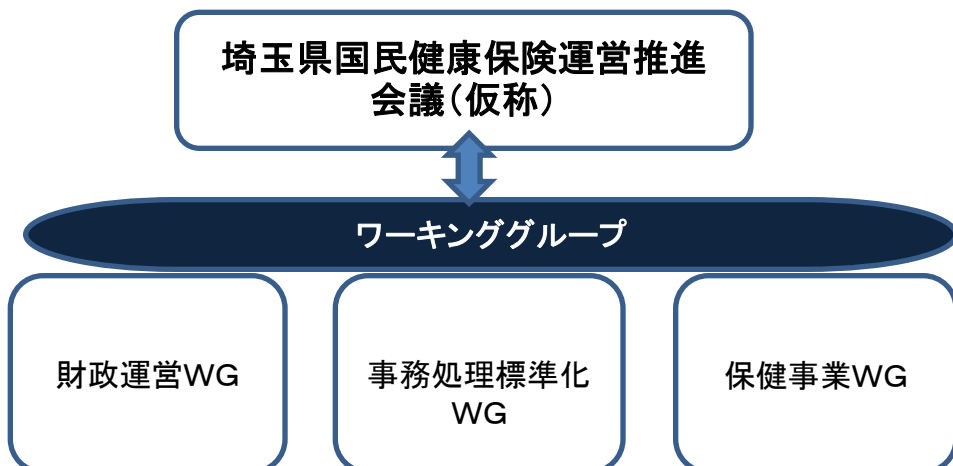 埼玉県国民健康保険運営推進
会議(仮称)
ワーキンググループ
財政運営WG
事務処理標準化
WG
保健事業WG